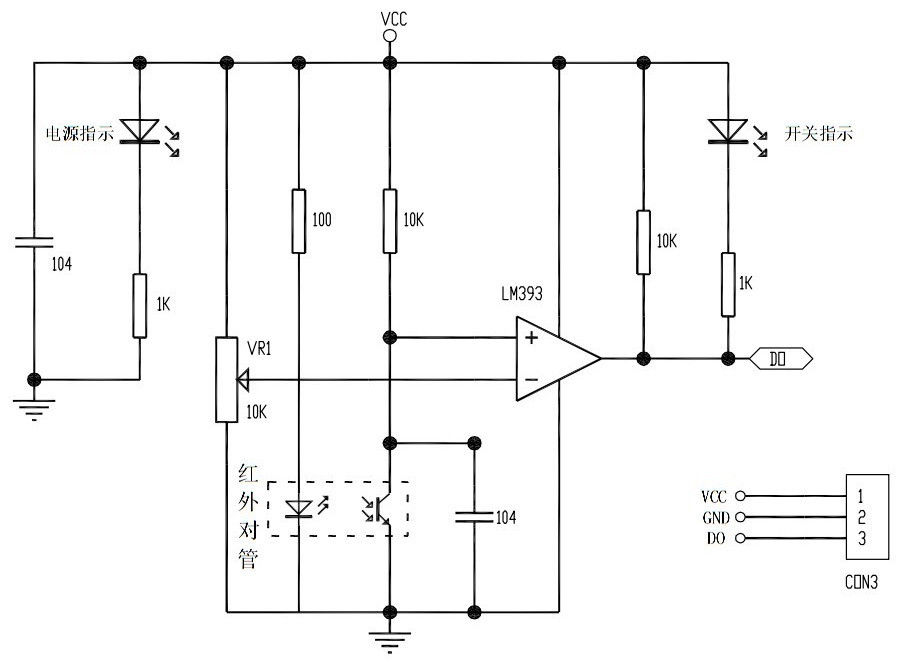 VCC
电源指示
开关指示
100
10K
10K
104
1K
1K
LM393
VR1
+
DO
−
10K
红外对管
104
VCC
1
GND
2
DO
3
CON3